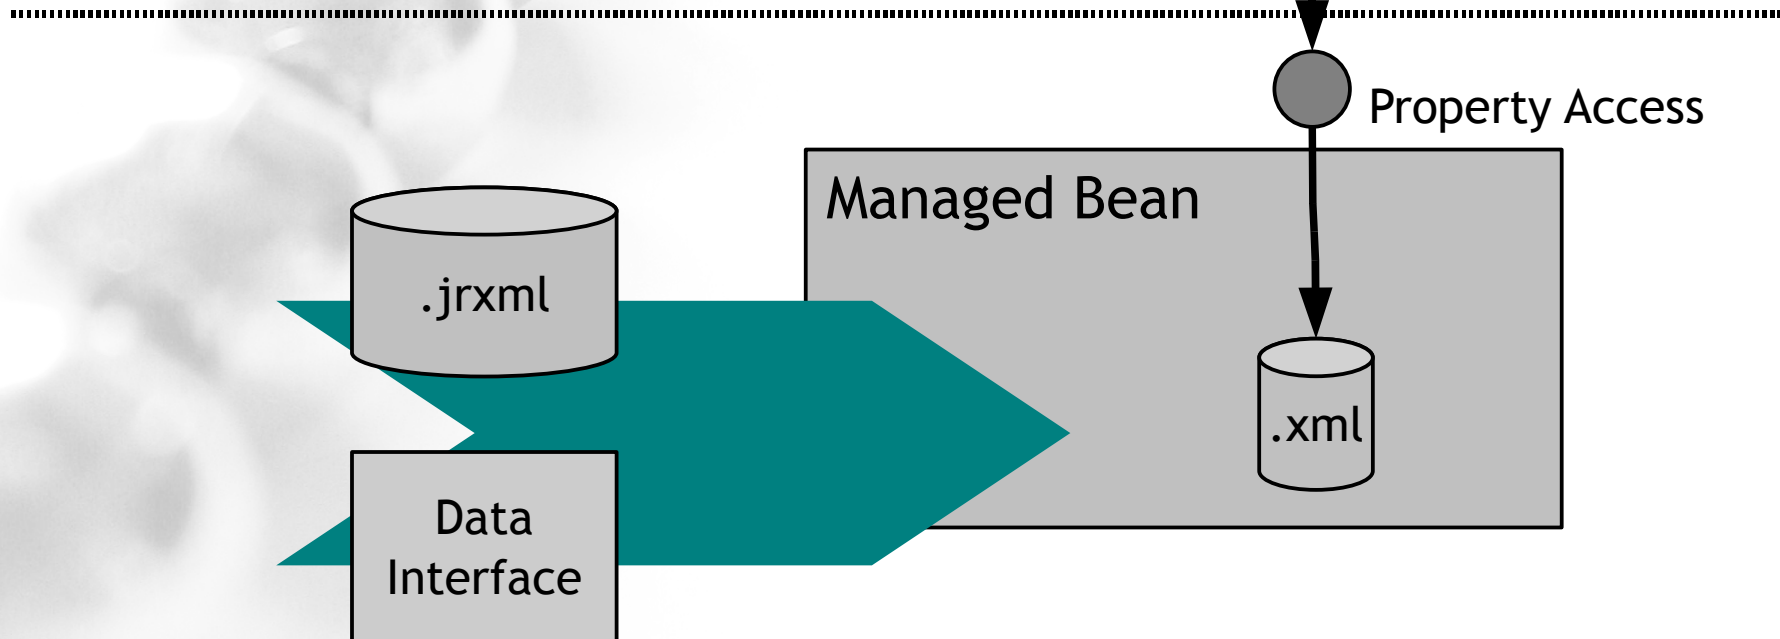 Property Access
Managed Bean
.jrxml
.xml
Data
Interface